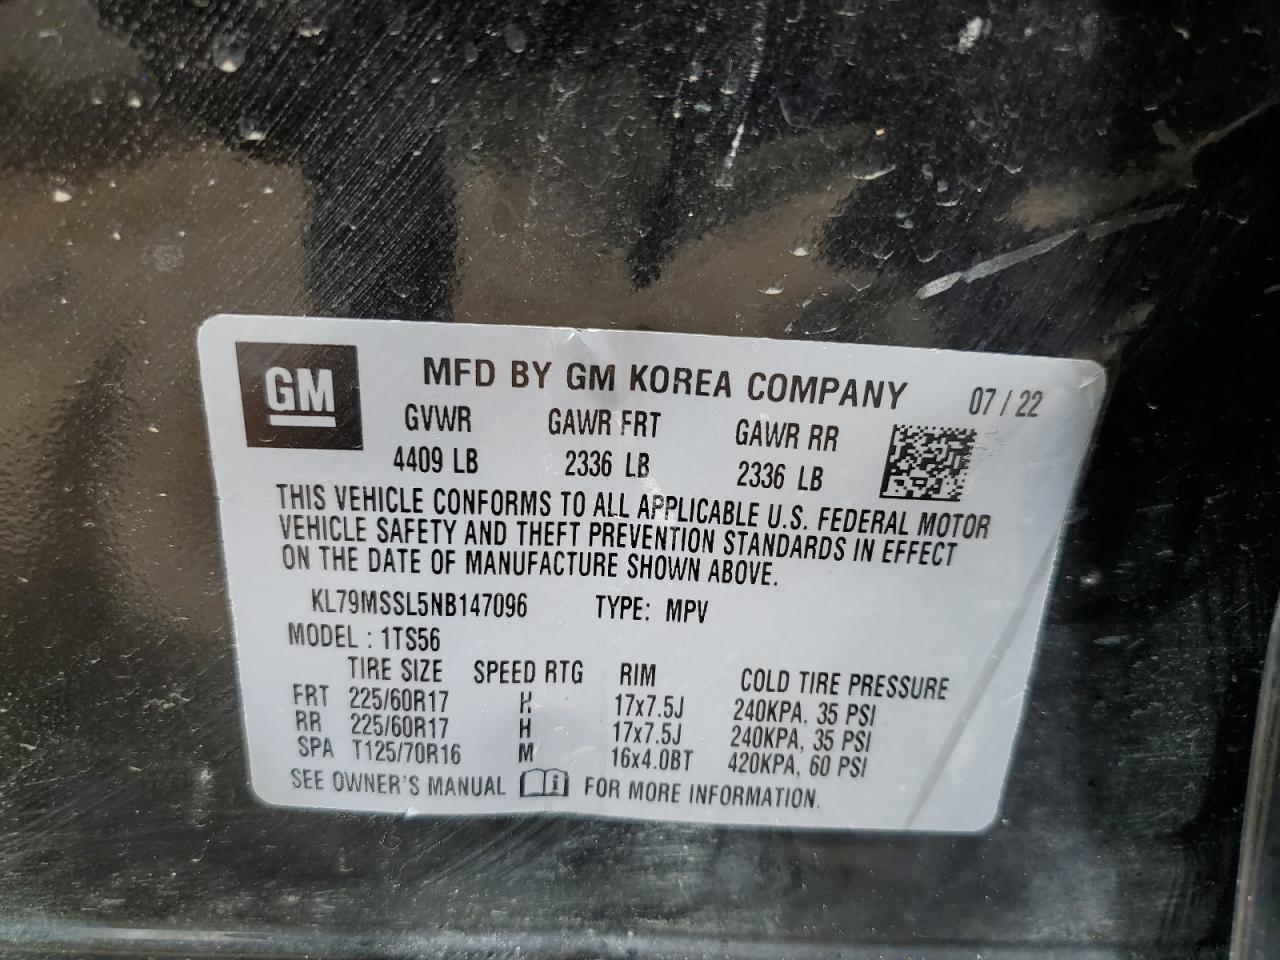 GM
MFD BY GM KOREA COMPANY 07 / 22
GVWR GAWR FRT GAWR RR
4409 LB 2336 LB 2336 LB
THIS VEHICLE CONFORMS TO ALL APPLICABLE U.S. FEDERAL MOTOR
VEHICLE SAFETY AND THEFT PREVENTION STANDARDS IN EFFECT
ON THE DATE OF MANUFACTURE SHOWN ABOVE.
KL79MSSL5NB147096 TYPE: MPV
MODEL : 1TS56
TIRE SIZE SPEED RTG RIM COLD TIRE PRESSURE
FRT 225/60R17 H 17x7.5J 240KPA, 35 PSI
RR 225/60R17 H 17x7.5J 240KPA, 35 PSI
SPA T125/70R16 M 16x4.0BT 420KPA, 60 PSI
SEE OWNER'S MANUAL i FOR MORE INFORMATION.